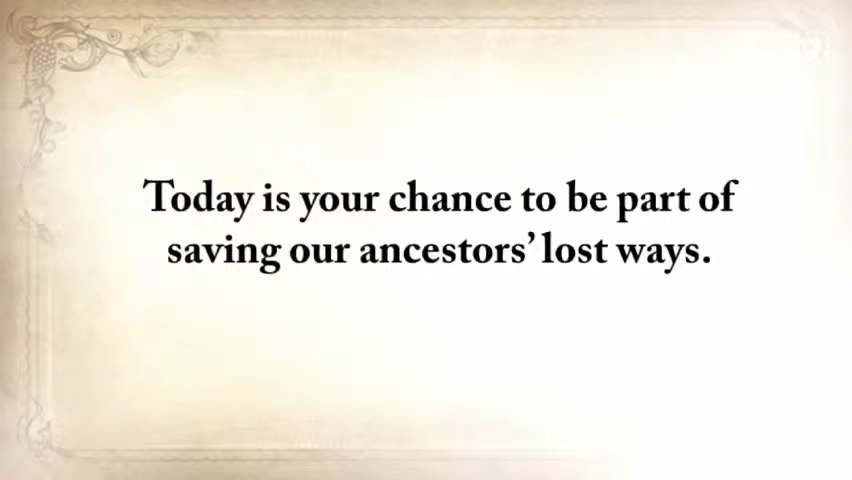 Today is your chance to be part of
saving our ancestors’ lost ways.